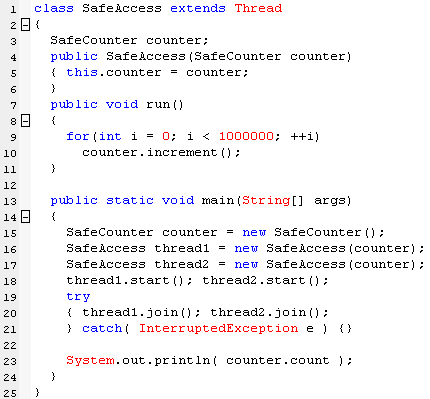 1 class SafeAccess extends Thread
2 {
3 SafeCounter counter;
4 public SafeAccess(SafeCounter counter)
5 { this.counter = counter;
6 }
7 public void run()
8 {
9 for(int i = 0; i < 1000000; ++i)
10 counter.increment();
11 }
12
13 public static void main(String[] args)
14 {
15 SafeCounter counter = new SafeCounter();
16 SafeAccess thread1 = new SafeAccess(counter);
17 SafeAccess thread2 = new SafeAccess(counter);
18 thread1.start(); thread2.start();
19 try
20 { thread1.join(); thread2.join();
21 } catch( InterruptedException e ) {}
22
23 System.out.println( counter.count );
24 }
25 }